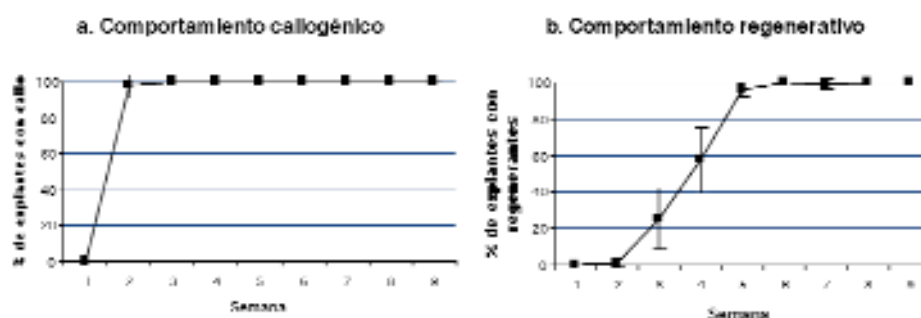 a. Comportamiento callogénico
b. Comportamiento regenerativo
% de explantes con callo
100
80
60
40
20
0
1 2 3 4 5 6 7 8 9
Semana
% de explantes con
regenerantes
100
80
60
40
20
0
1 2 3 4 5 6 7 8 9
Semana